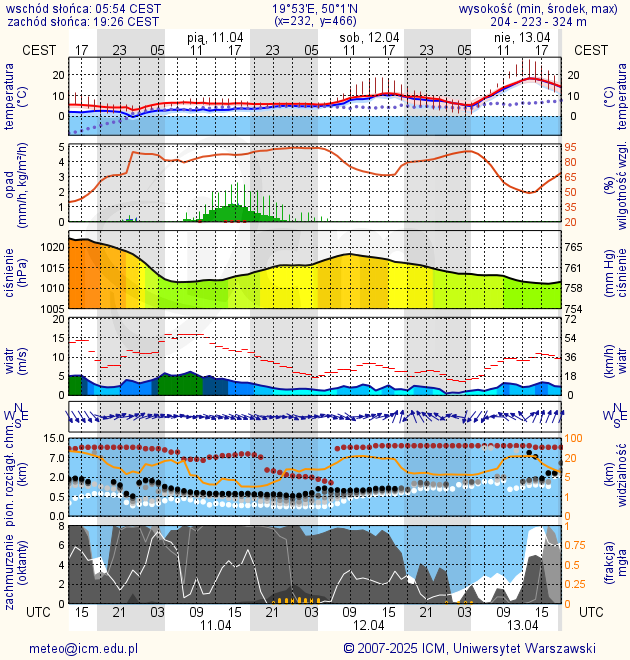 wschód słońca: 05:54 CEST 19°53'E, 50°1'N wysokość (min, środek, max)
zachód słońca: 19:26 CEST (x=232, y=466) 204 - 223 - 324 m
pią, 11.04 sob, 12.04 nie, 13.04
CEST 17 23 05 11 17 23 05 11 17 23 05 11 17 CEST
temperatura
(°C)
20
10
0
20
10
0
temperatura
(°C)
opad
(mm/h, kg/m²/h)
5
4
3
2
1
0
95
80
65
50
35
20
(%)
wilgotność wzgl.
ciśnienie
(hPa)
1020
1015
1010
1005
765
761
758
754
(mm Hg)
ciśnienie
wiatr
(m/s)
20
15
10
5
0
72
54
36
18
0
(km/h)
wiatr
N
W E
S
N
W E
S
pion. rozciągł. chm.
(km)
15.0
7.0
2.0
0.5
0.0
100
20
5
1
0
(km)
widzialność
zachmurzenie
(oktanty)
8
6
4
2
0
1
0.75
0.5
0.25
0
(frakcja)
mgła
UTC 15 21 03 09 15 21 03 09 15 21 03 09 15 UTC
11.04 12.04 13.04
meteo@icm.edu.pl © 2007-2025 ICM, Uniwersytet Warszawski